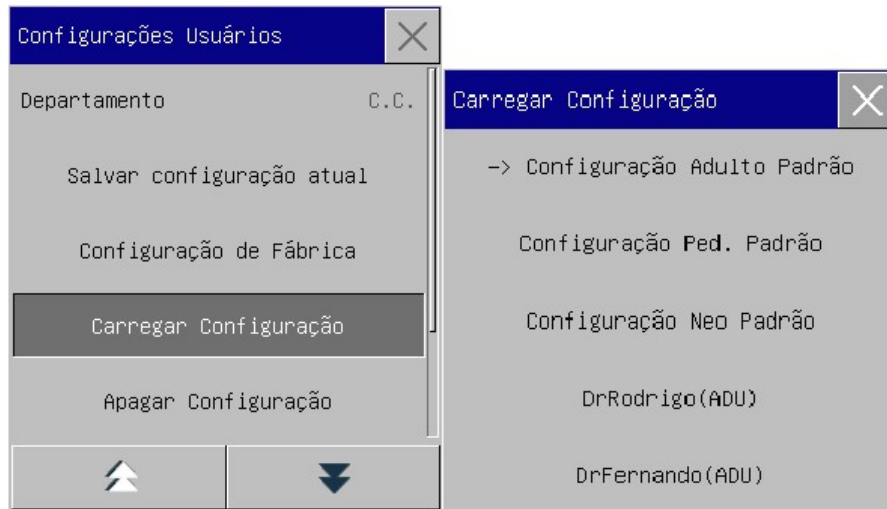 Configurações Usuários
Departamento C.C.
Salvar configuração atual
Configuração de Fábrica
Carregar Configuração
Apagar Configuração
Carregar Configuração
-> Configuração Adulto Padrão
Configuração Ped. Padrão
Configuração Neo Padrão
DrRodrigo(ADU)
DrFernando(ADU)